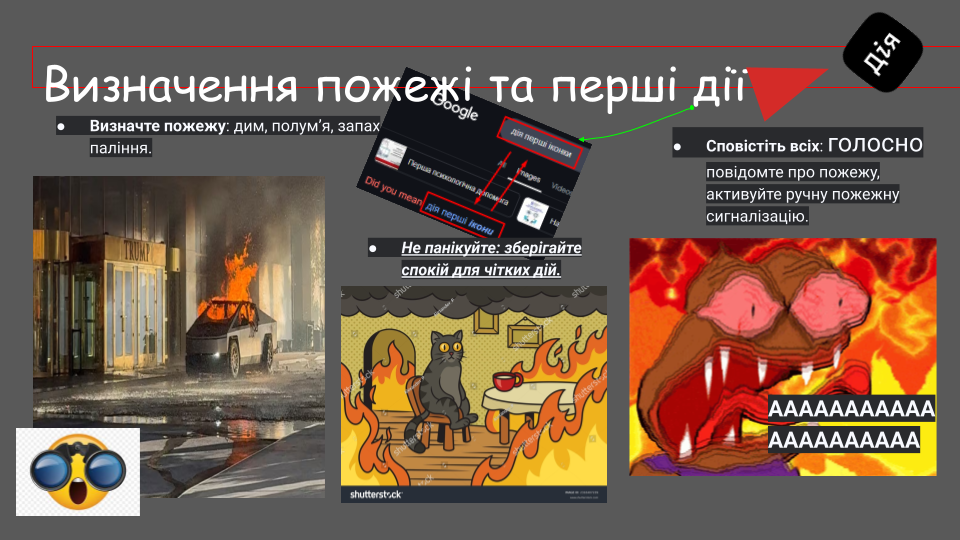 Дія
Визначення пожежі та перші дії
● Визначте пожежу: дим, полум’я, запах
паління.
Google
дія перші іконки
All
Images
Videos
Перша психологічна допомога
На
Did you mean
дія перші ікони
● Сповістіть всіх: ГОЛОСНО
повідомте про пожежу,
активуйте ручну пожежну
сигналізацію.
● Не панікуйте: зберігайте
спокій для чітких дій.
TRUMP
shutterstock
AAAAAAAAAAA
AAAAAAAAAA